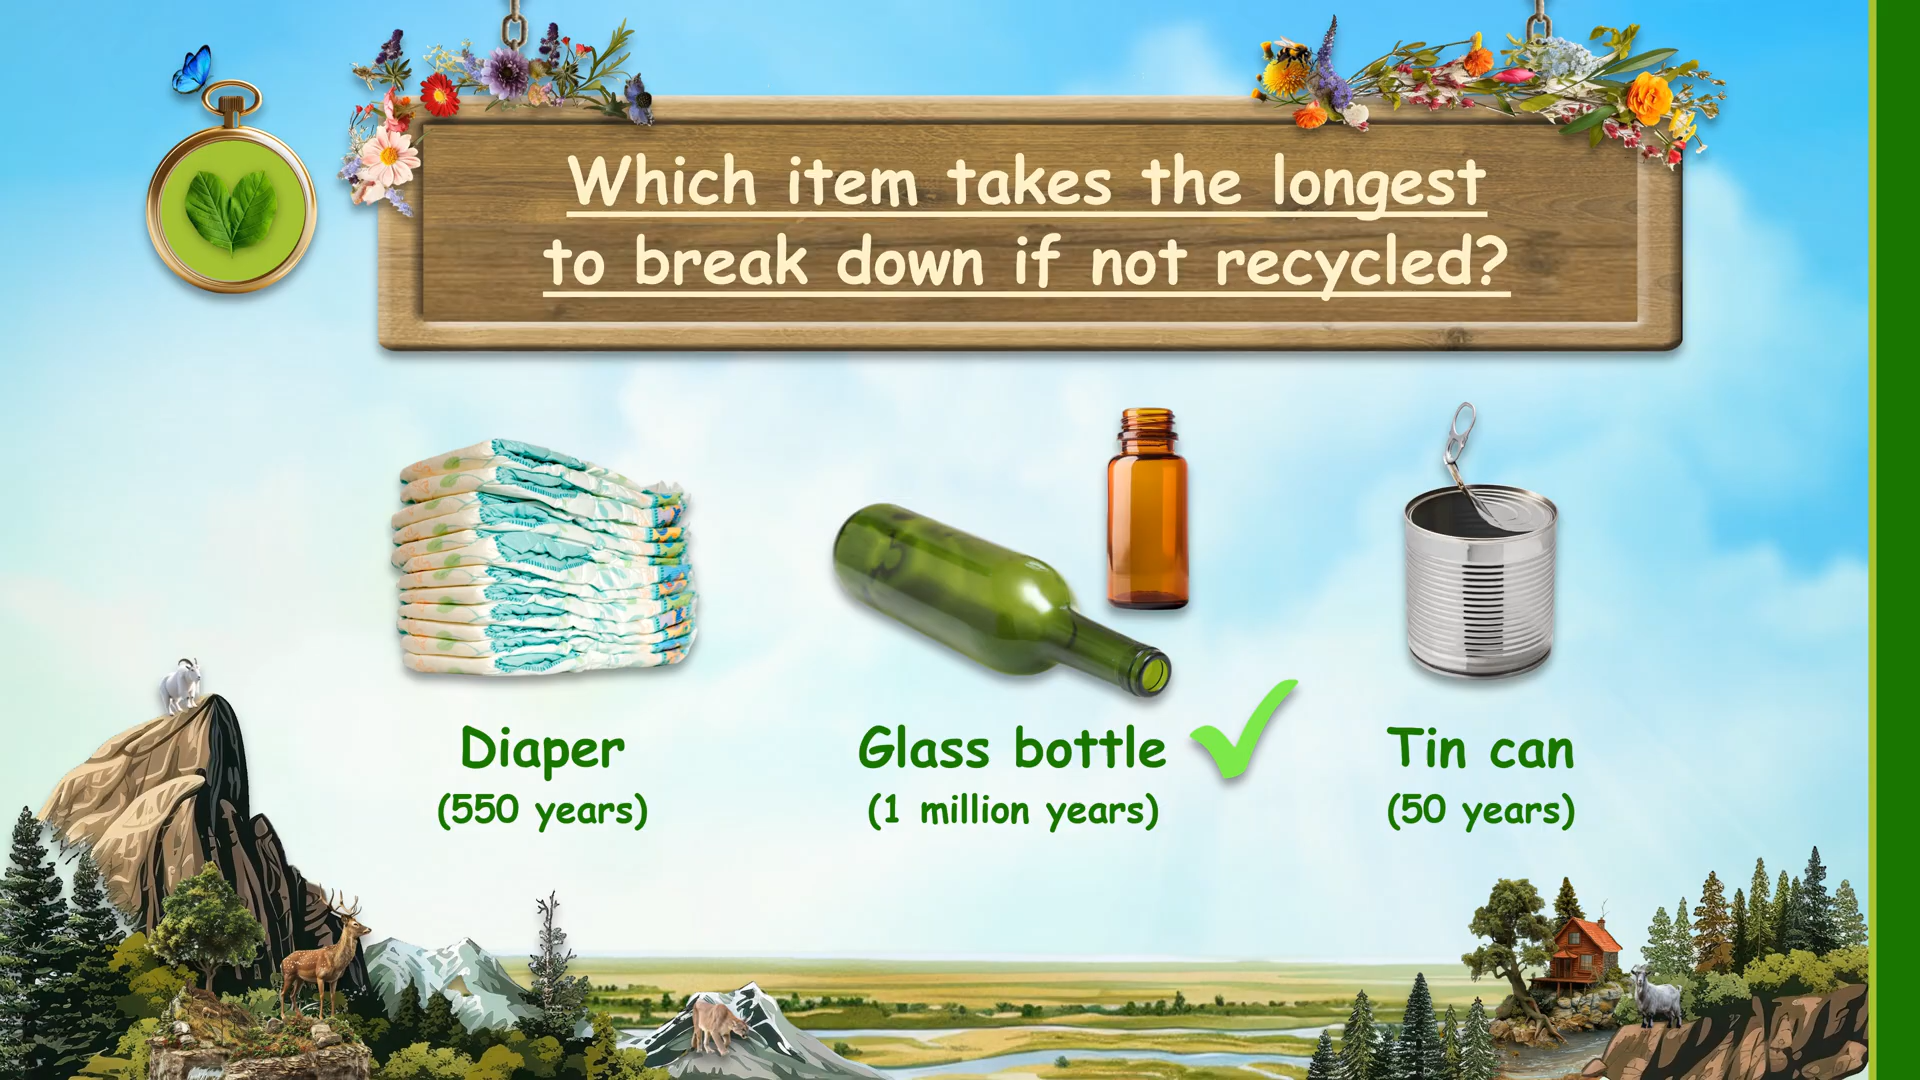 Which item takes the longest
to break down if not recycled?
Diaper
(550 years)
Glass bottle
(1 million years)
Tin can
(50 years)